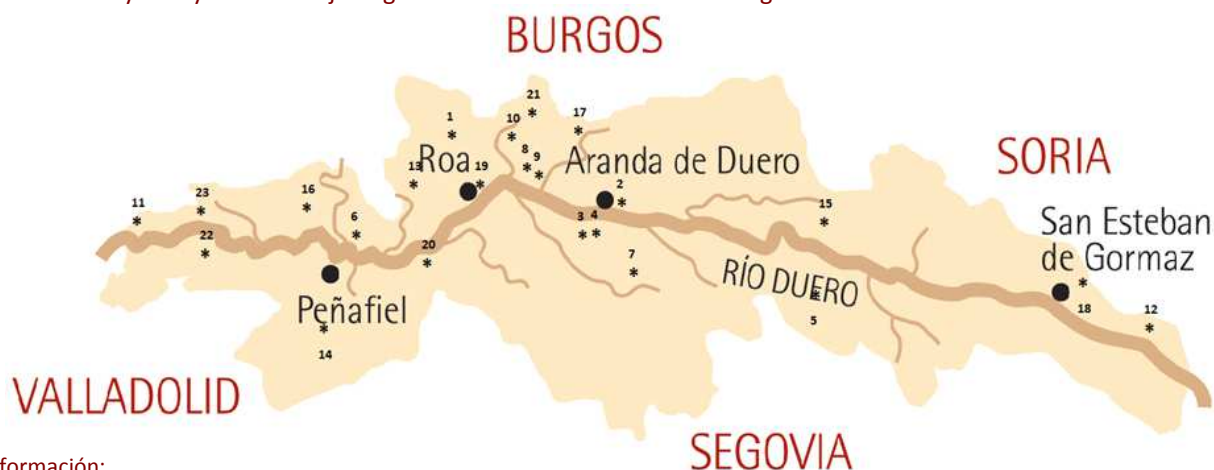 BURGOS
21
1
10
17
Roa
8
9
Aranda de Duero
SORIA
13
19
16
2
23
11
15
San Esteban
de Gormaz
6
3
4
22
20
7
RÍO DUERO
Peñafiel
5
18
12
14
VALLADOLID
SEGOVIA
formación: